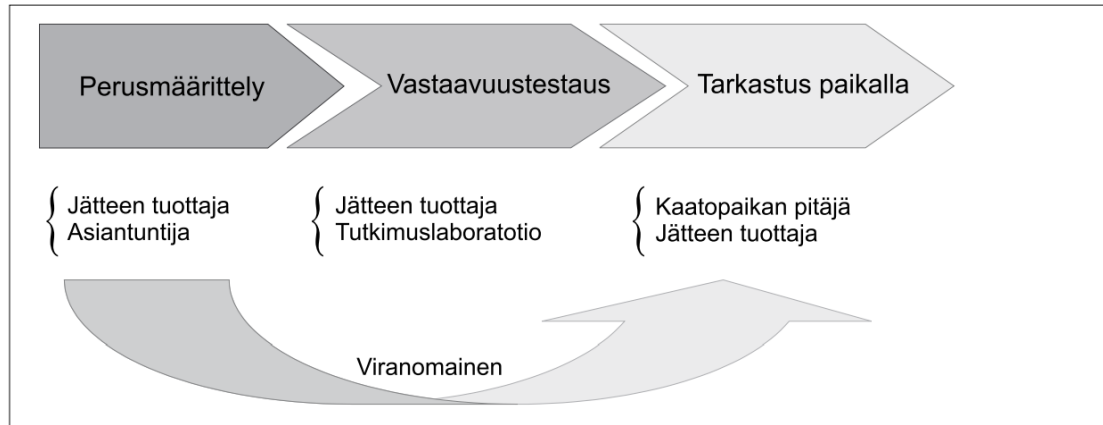 Perusmäärittely
Vastaavuustestaus
Tarkastus paikalla
Jätteen tuottaja
Asiantuntija
Jätteen tuottaja
Tutkimuslaboratotio
Kaatopaikan pitäjä
Jätteen tuottaja
Viranomainen